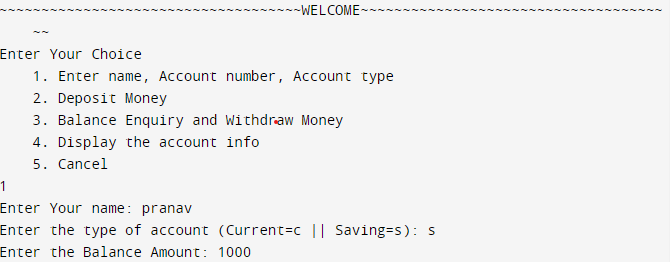 ~~~~~~~~~~~~~~~~~~~~~~~~~~~~~~~~~~~~WELCOME~~~~~~~~~~~~~~~~~~~~~~~~~~~~~~~~~~~~
~~
Enter Your Choice
1. Enter name, Account number, Account type
2. Deposit Money
3. Balance Enquiry and Withdraw Money
4. Display the account info
5. Cancel
1
Enter Your name: pranav
Enter the type of account (Current=c || Saving=s): s
Enter the Balance Amount: 1000